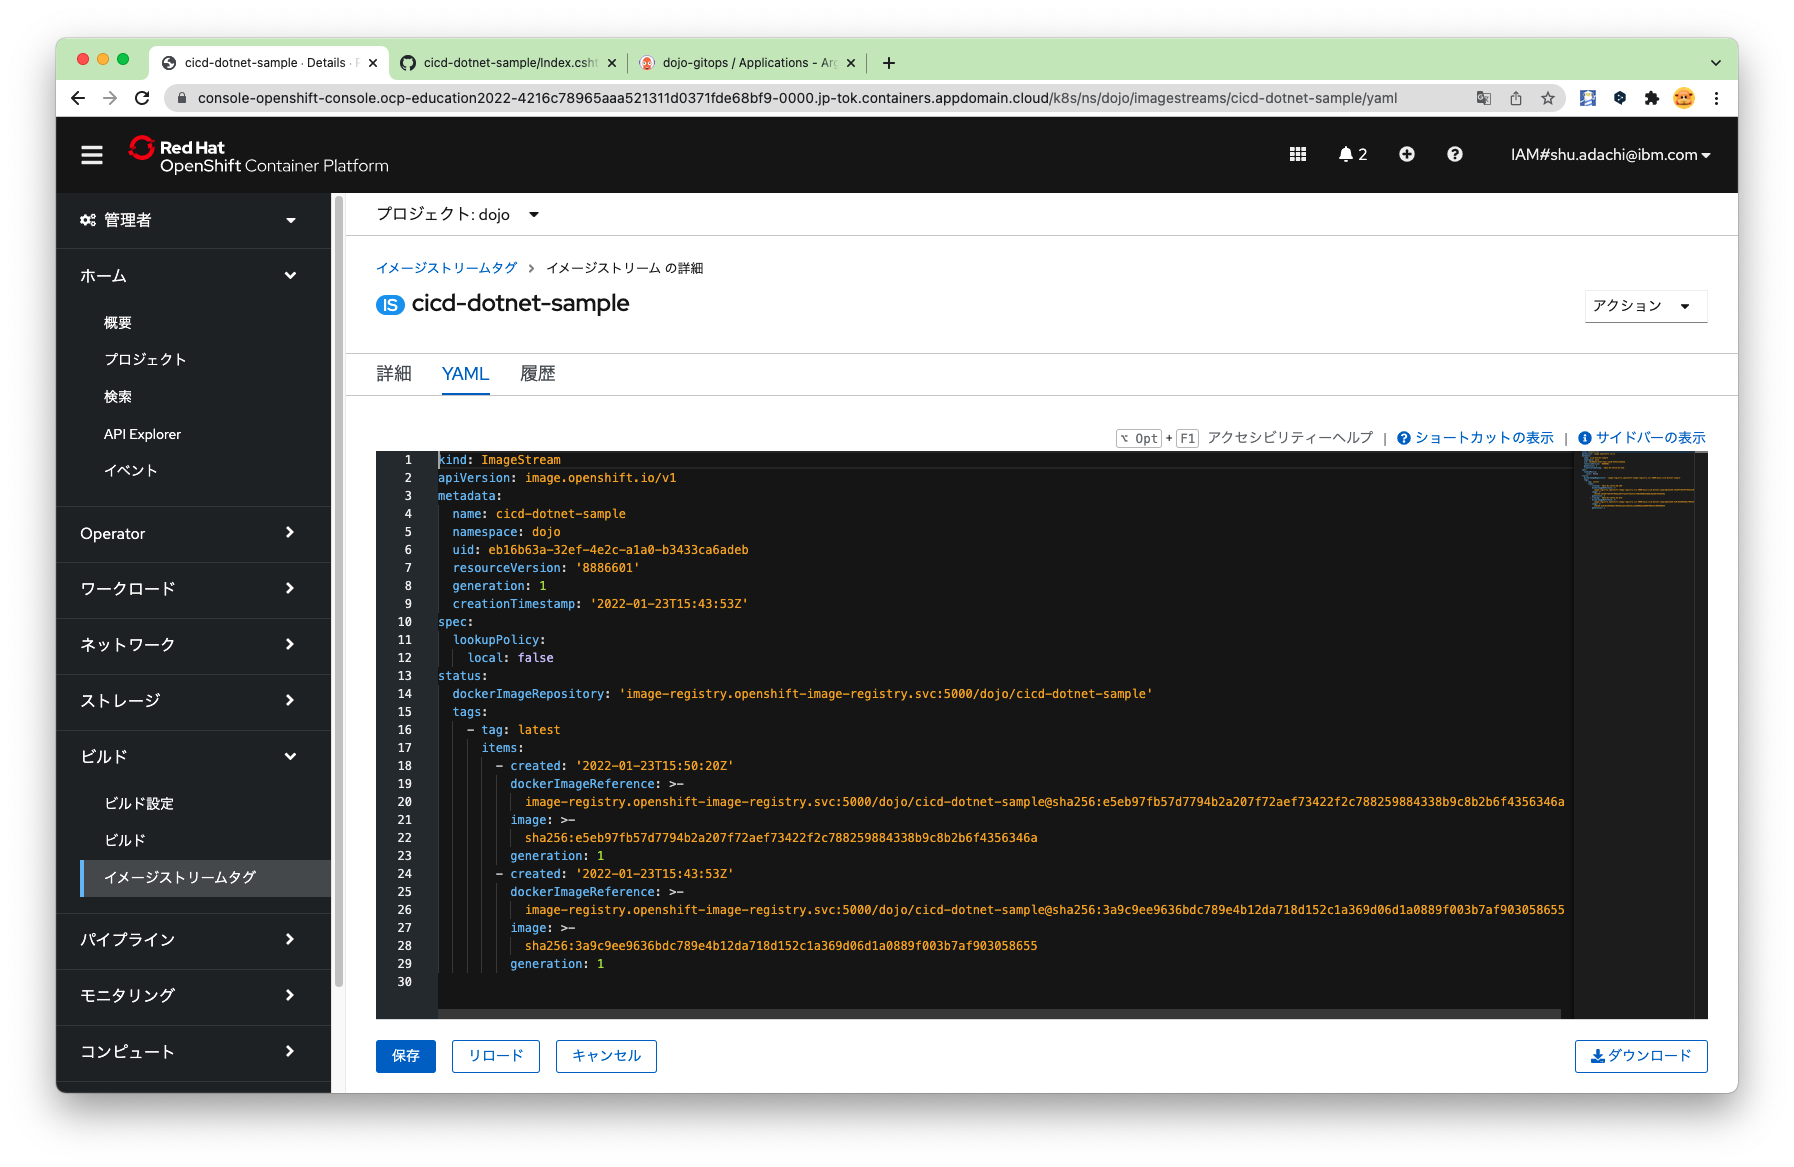 cicd-dotnet-sample · Details ·
cicd-dotnet-sample/Index.csht
dojo-gitops / Applications - Arg
console-openshift-console.ocp-education2022-4216c78965aaa521311d0371fde68bf9-0000.jp-tok.containers.appdomain.cloud/k8s/ns/dojo/imagestreams/cicd-dotnet-sample/yaml
Red Hat
OpenShift Container Platform
2
IAM#shu.adachi@ibm.com
管理者
ホーム
概要
プロジェクト
検索
API Explorer
イベント
Operator
ワークロード
ネットワーク
ストレージ
ビルド
ビルド設定
ビルド
イメージストリームタグ
パイプライン
モニタリング
コンピュート
プロジェクト: dojo
イメージストリームタグ > イメージストリーム の詳細
IS cicd-dotnet-sample
アクション
詳細 YAML 履歴
⌥ Opt + F1 アクセシビリティーヘルプ | ショートカットの表示 | サイドバーの表示
1 kind: ImageStream
2 apiVersion: image.openshift.io/v1
3 metadata:
4 name: cicd-dotnet-sample
5 namespace: dojo
6 uid: eb16b63a-32ef-4e2c-a1a0-b3433ca6adeb
7 resourceVersion: '8886601'
8 generation: 1
9 creationTimestamp: '2022-01-23T15:43:53Z'
10 spec:
11 lookupPolicy:
12 local: false
13 status:
14 dockerImageRepository: 'image-registry.openshift-image-registry.svc:5000/dojo/cicd-dotnet-sample'
15 tags:
16 - tag: latest
17 items:
18 - created: '2022-01-23T15:50:20Z'
19 dockerImageReference: >-
20 image-registry.openshift-image-registry.svc:5000/dojo/cicd-dotnet-sample@sha256:e5eb97fb57d7794b2a207f72aef73422f2c788259884338b9c8b2b6f4356346a
21 image: >-
22 sha256:e5eb97fb57d7794b2a207f72aef73422f2c788259884338b9c8b2b6f4356346a
23 generation: 1
24 - created: '2022-01-23T15:43:53Z'
25 dockerImageReference: >-
26 image-registry.openshift-image-registry.svc:5000/dojo/cicd-dotnet-sample@sha256:3a9c9ee9636bdc789e4b12da718d152c1a369d06d1a0889f003b7af903058655
27 image: >-
28 sha256:3a9c9ee9636bdc789e4b12da718d152c1a369d06d1a0889f003b7af903058655
29 generation: 1
30
保存 リロード キャンセル ダウンロード